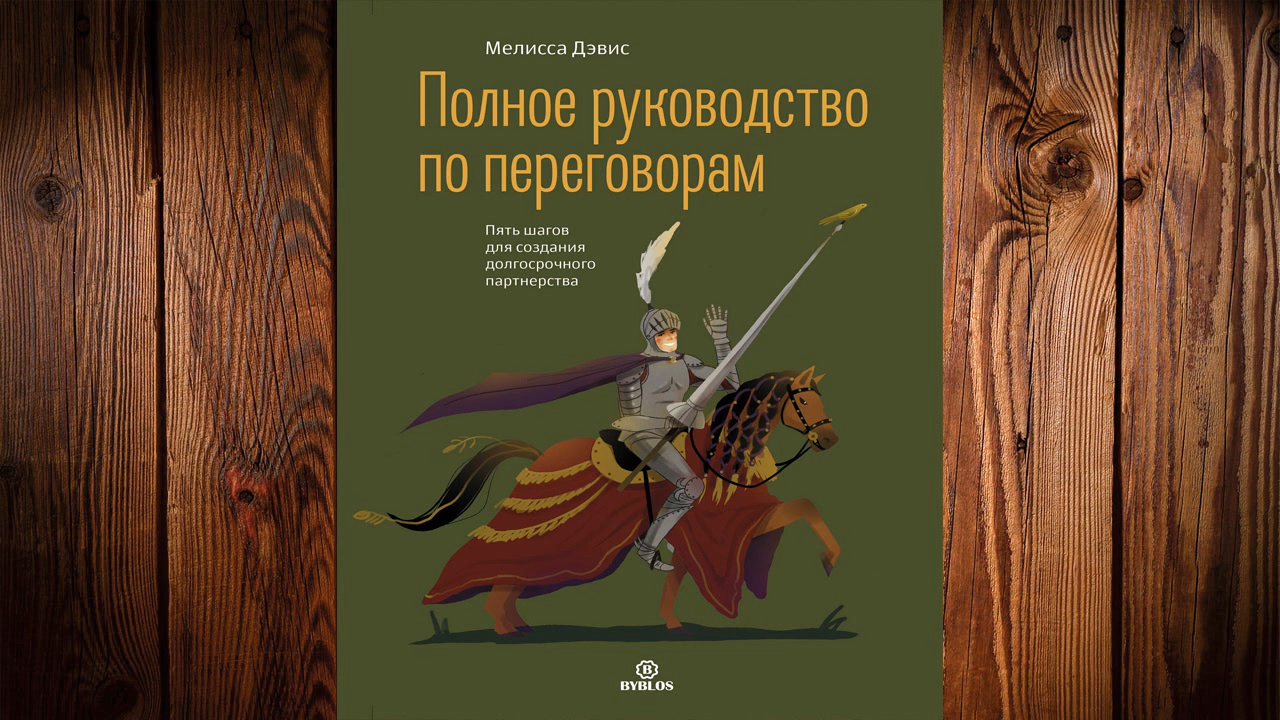 Мелисса Дэвис
Полное руководство
по переговорам
Пять шагов
для создания
долгосрочного
партнерства
B
BYBLOS